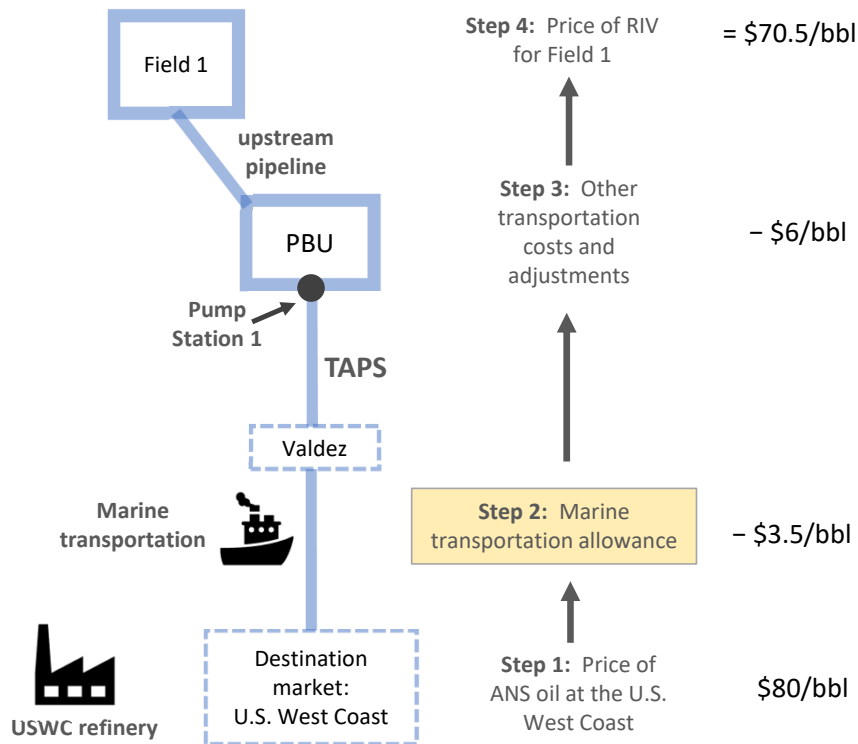 Field 1
upstream
pipeline
PBU
Pump
Station 1
TAPS
Valdez
Marine
transportation
Destination
market:
U.S. West Coast
USWC refinery
Step 4: Price of RIV
for Field 1
= $70.5/bbl
Step 3: Other
transportation
costs and
adjustments
− $6/bbl
Step 2: Marine
transportation allowance
− $3.5/bbl
Step 1: Price of
ANS oil at the U.S.
West Coast
$80/bbl